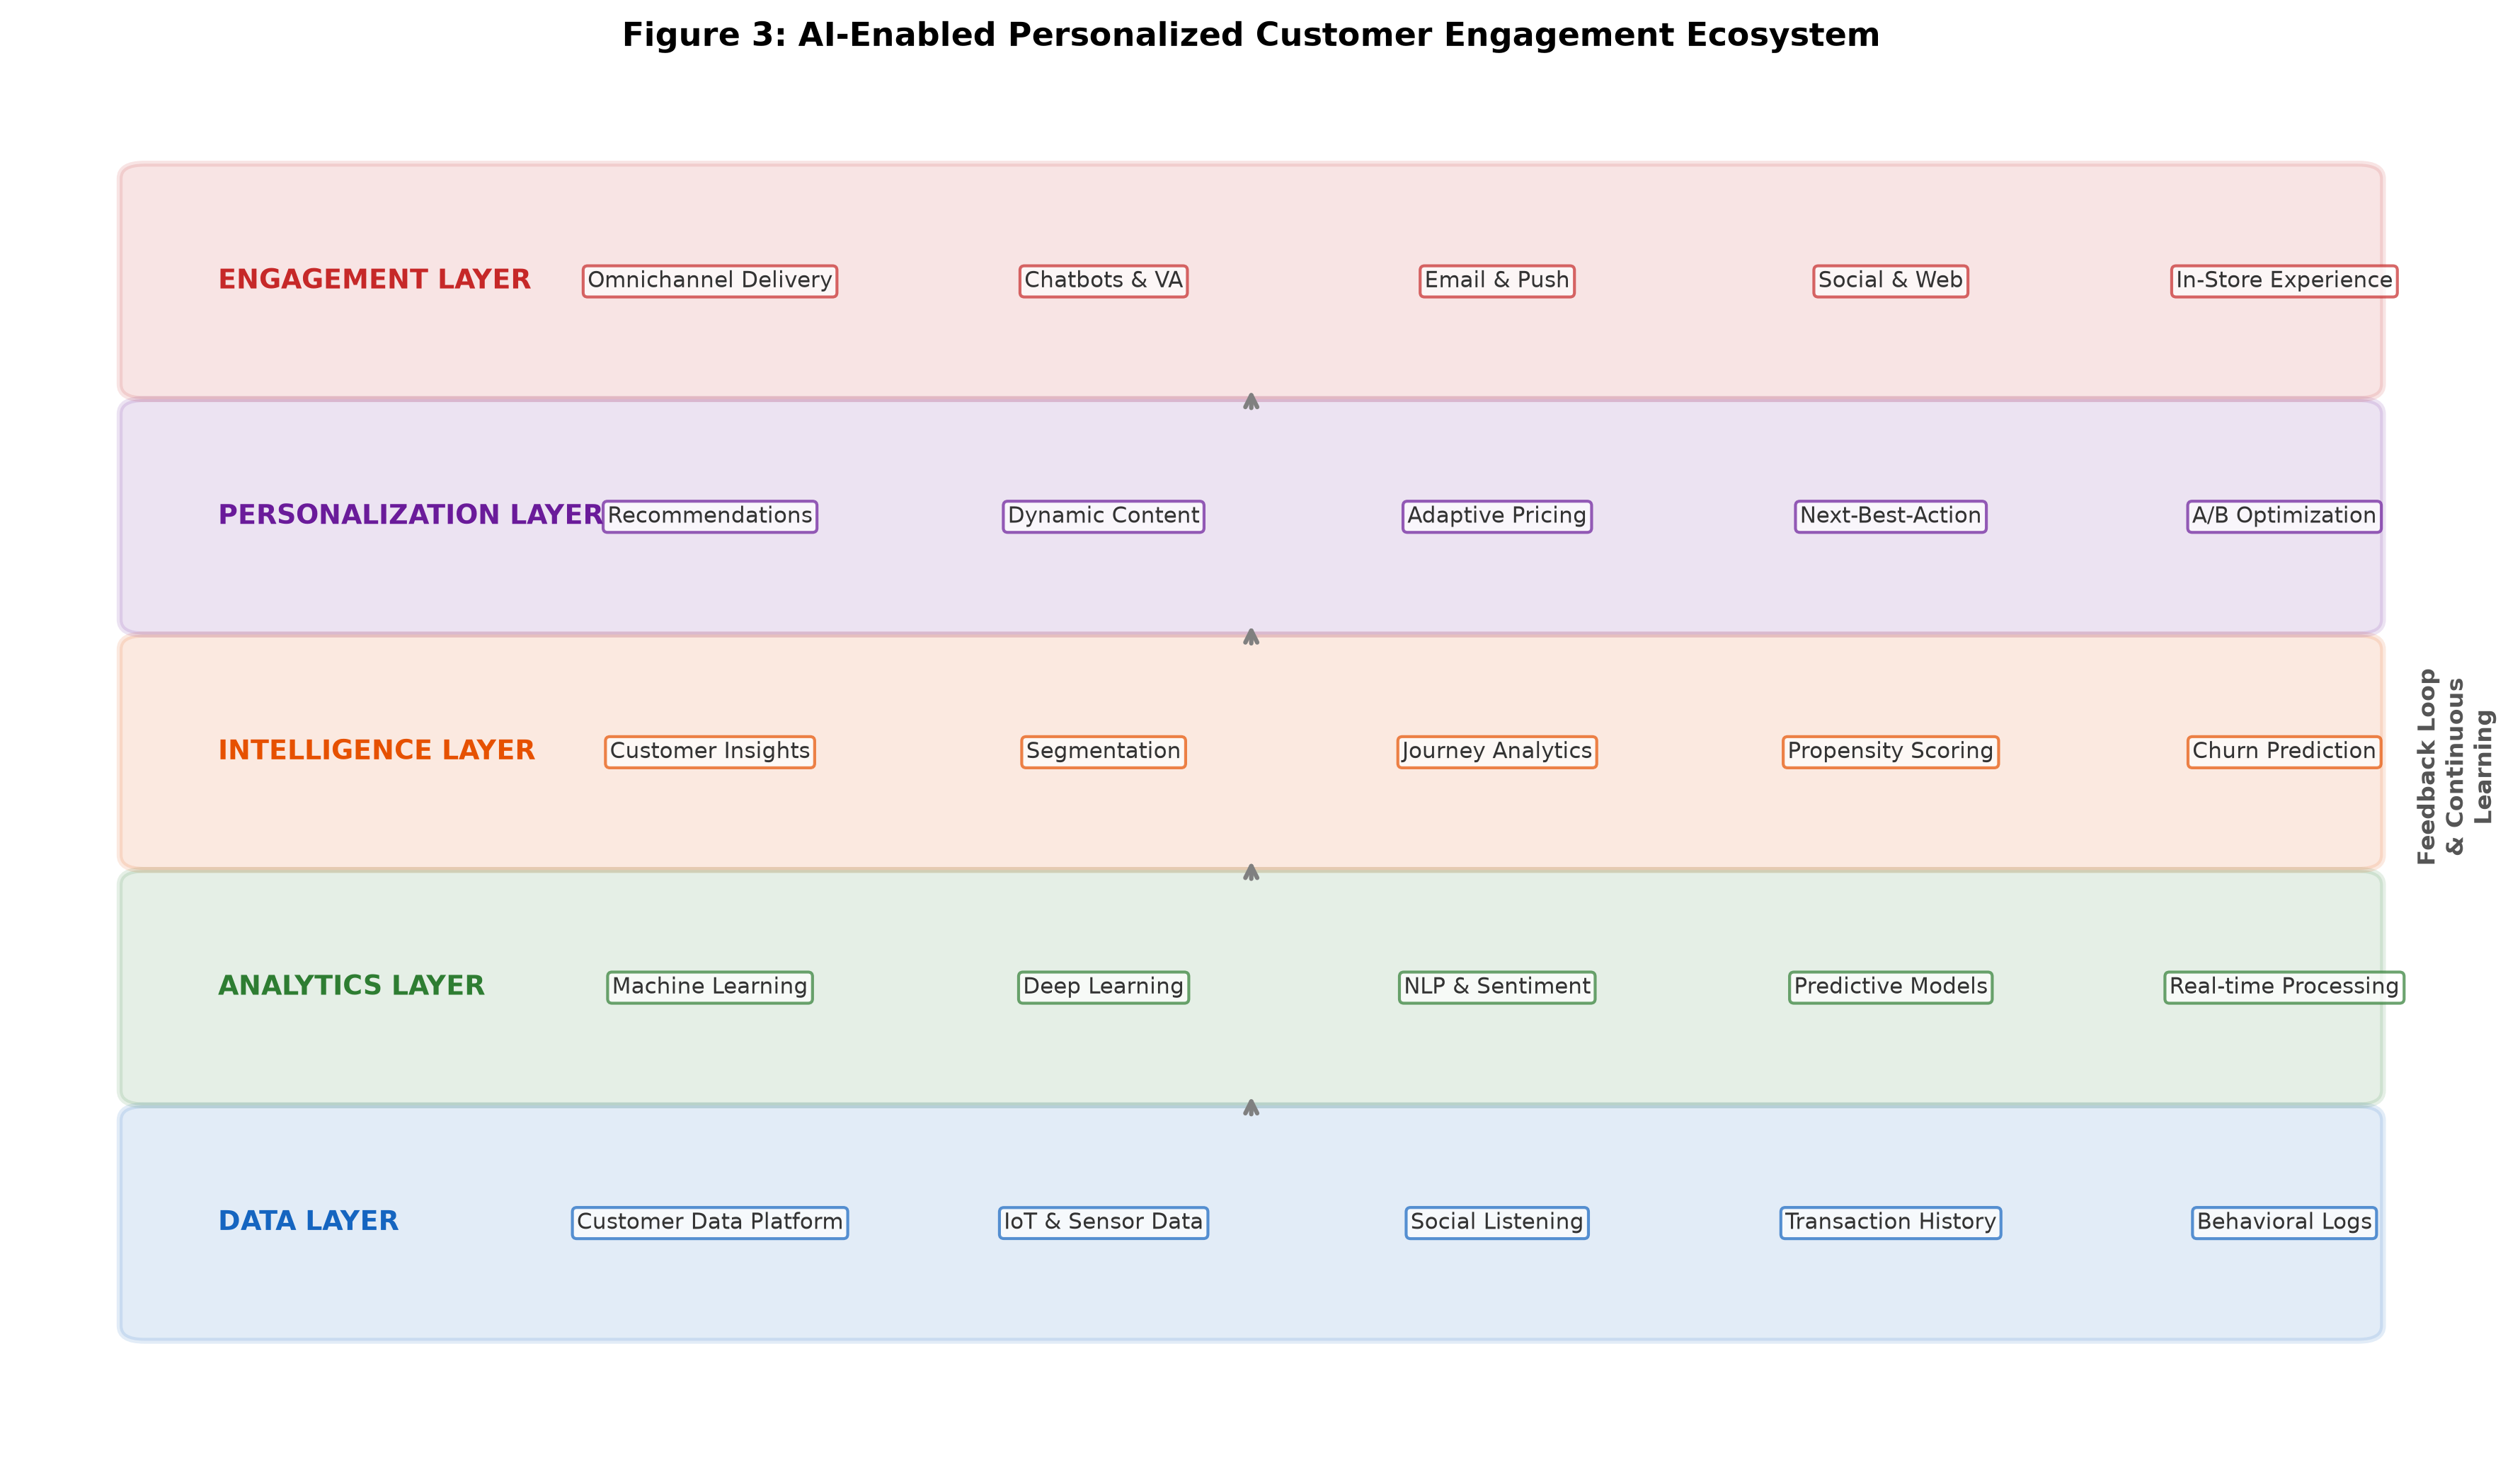 Figure 3: AI-Enabled Personalized Customer Engagement Ecosystem
ENGAGEMENT LAYER Omnichannel Delivery Chatbots & VA Email & Push Social & Web In-Store Experience
PERSONALIZATION LAYER Recommendations Dynamic Content Adaptive Pricing Next-Best-Action A/B Optimization
INTELLIGENCE LAYER Customer Insights Segmentation Journey Analytics Propensity Scoring Churn Prediction
ANALYTICS LAYER Machine Learning Deep Learning NLP & Sentiment Predictive Models Real-time Processing
DATA LAYER Customer Data Platform IoT & Sensor Data Social Listening Transaction History Behavioral Logs
Feedback Loop
& Continuous
Learning